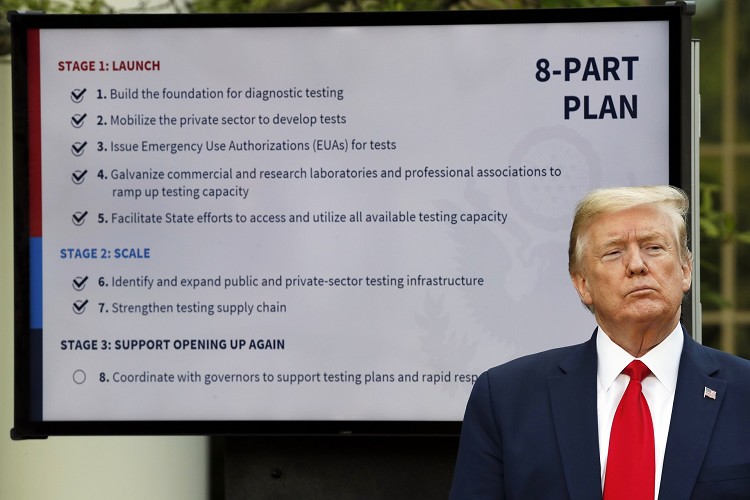 8-PART
PLAN
STAGE 1: LAUNCH
1. Build the foundation for diagnostic testing
2. Mobilize the private sector to develop tests
3. Issue Emergency Use Authorizations (EUAs) for tests
4. Galvanize commercial and research laboratories and professional associations to
ramp up testing capacity
5. Facilitate State efforts to access and utilize all available testing capacity
STAGE 2: SCALE
6. Identify and expand public and private-sector testing infrastructure
7. Strengthen testing supply chain
STAGE 3: SUPPORT OPENING UP AGAIN
8. Coordinate with governors to support testing plans and rapid